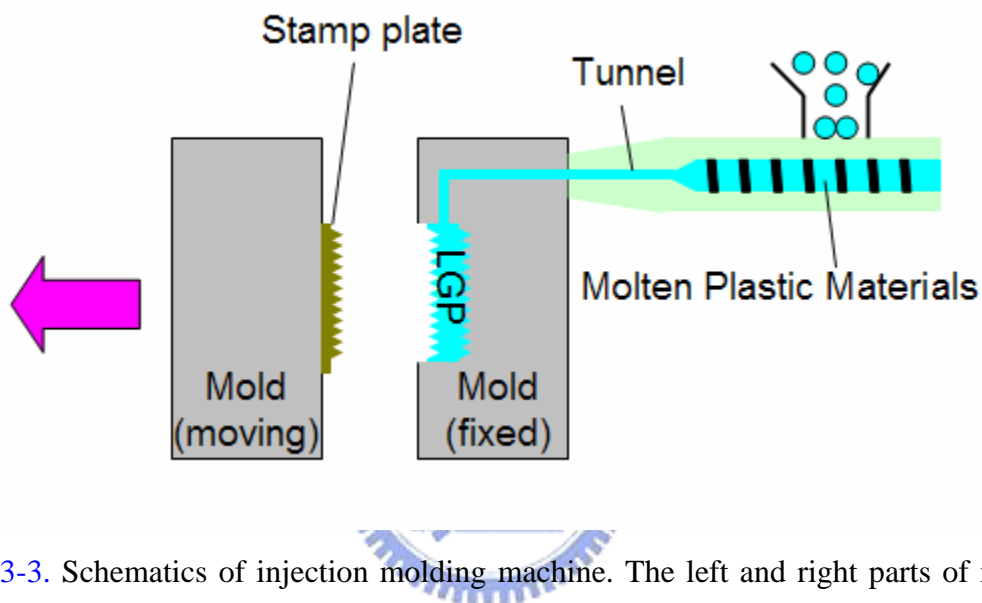 Stamp plate
Tunnel
LGP
Molten Plastic Materials
Mold
(moving)
Mold
(fixed)
3-3. Schematics of injection molding machine. The left and right parts of